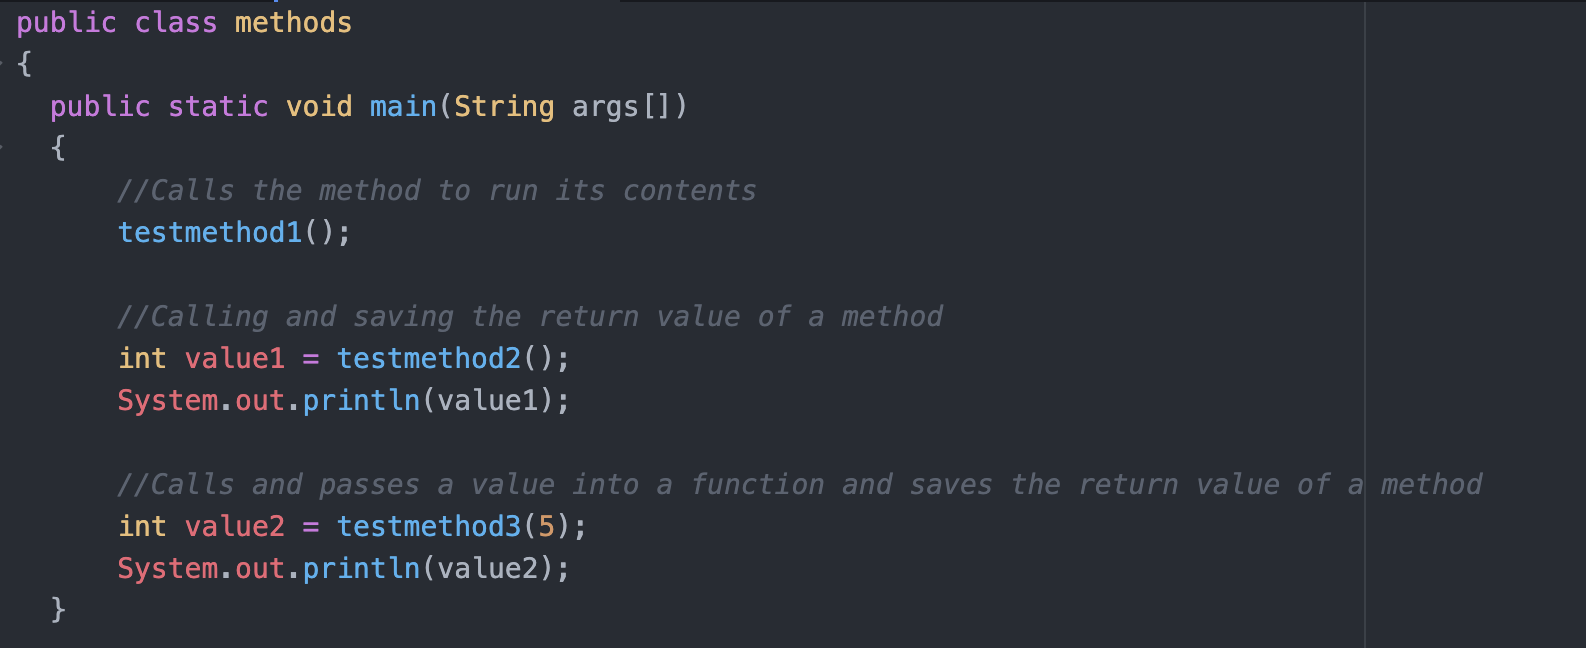 public class methods
{
public static void main(String args[])
{
//Calls the method to run its contents
testmethod1();
//Calling and saving the return value of a method
int value1 = testmethod2();
System.out.println(value1);
//Calls and passes a value into a function and saves the return value of a method
int value2 = testmethod3(5);
System.out.println(value2);
}